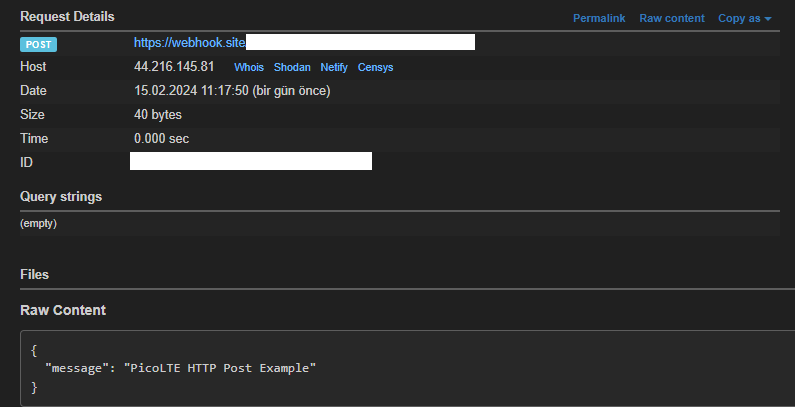 Request Details Permalink Raw content Copy as
POST https://webhook.site
Host 44.216.145.81 Whois Shodan Netify Censys
Date 15.02.2024 11:17:50 (bir gün önce)
Size 40 bytes
Time 0.000 sec
ID
Query strings
(empty)
Files
Raw Content
{
"message": "PicoLTE HTTP Post Example"
}